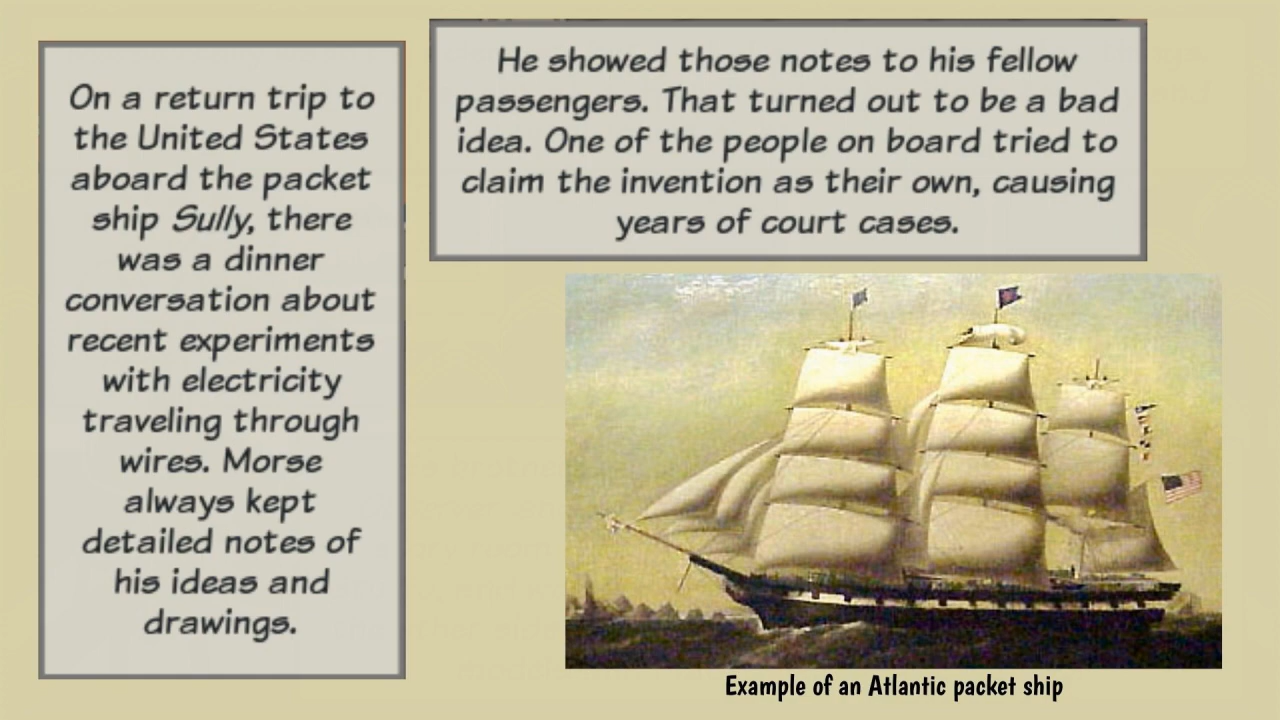 On a return trip to
the United States
aboard the packet
ship Sully, there
was a dinner
conversation about
recent experiments
with electricity
traveling through
wires. Morse
always kept
detailed notes of
his ideas and
drawings.
He showed those notes to his fellow
passengers. That turned out to be a bad
idea. One of the people on board tried to
claim the invention as their own, causing
years of court cases.
Example of an Atlantic packet ship